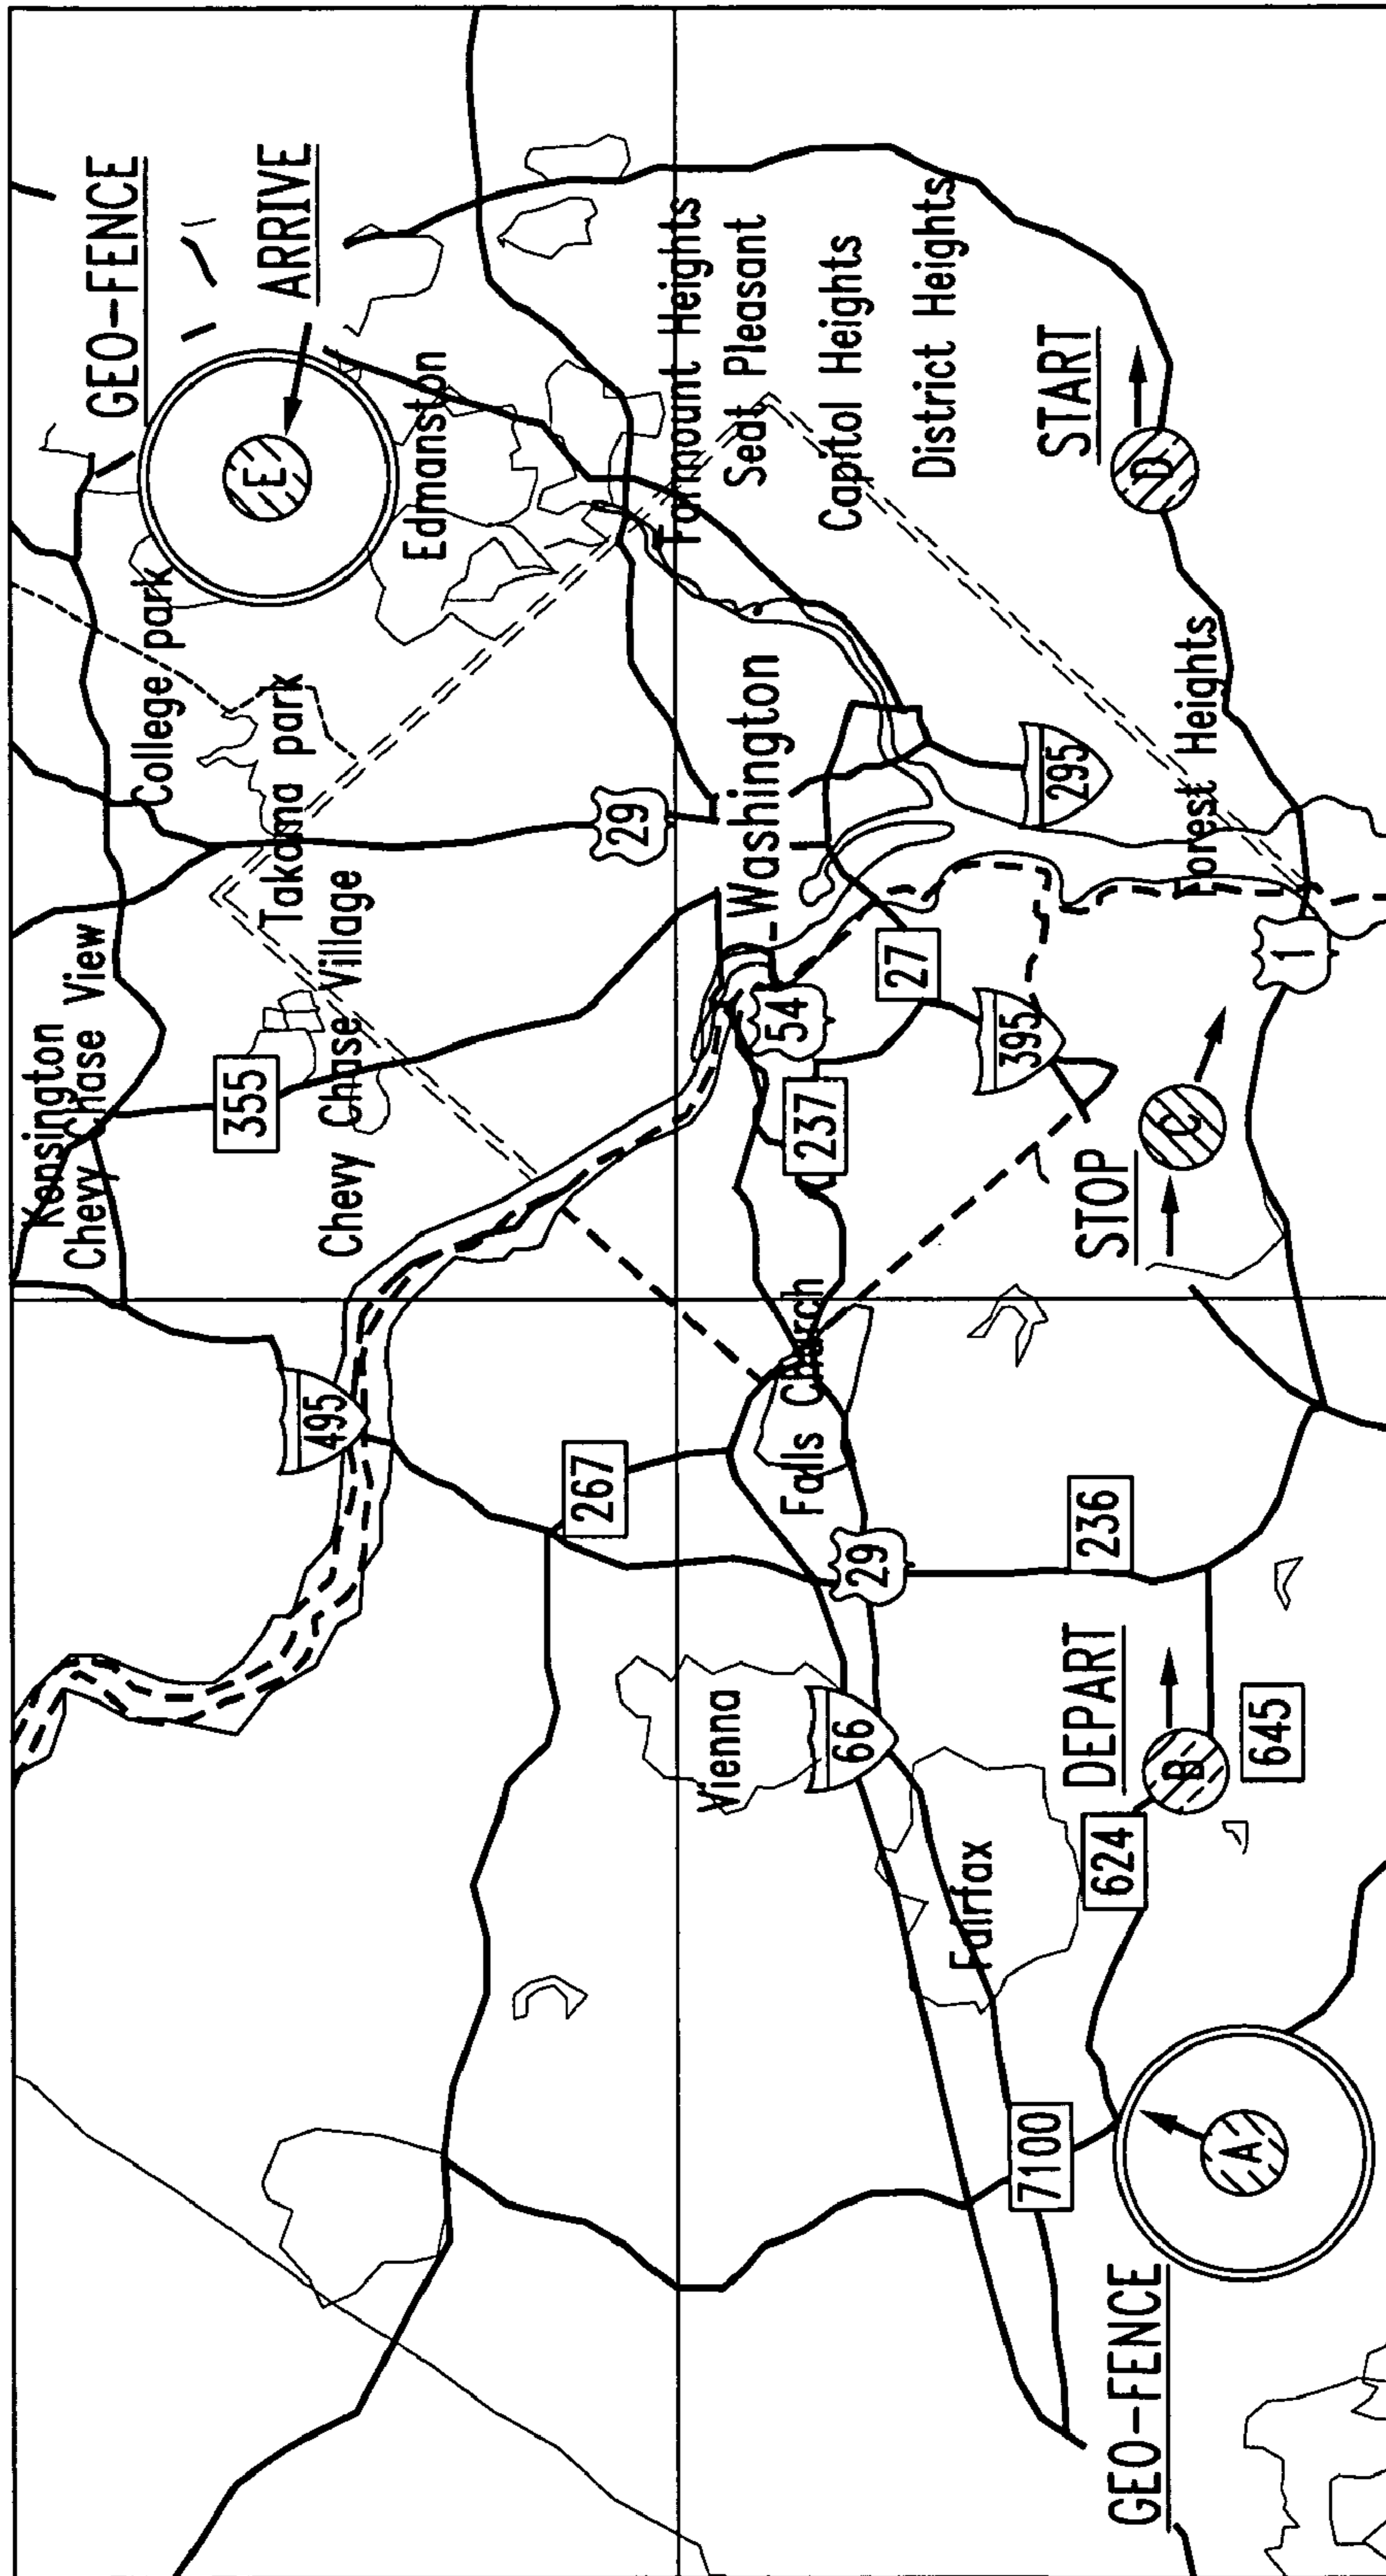 Kensington
Chevy Chase View
College park
GEO-FENCE
E
ARRIVE
355
Takoma park
Chevy Chase Village
Edmanston
495
267
29
Formount Heights
Seat Pleasant
Vienna
Washington
54
237
Falls Church
Capitol Heights
66
29
27
District Heights
Fairfax
395
295
START
D
7100
236
STOP
C
Forest Heights
624
DEPART
B
GEO-FENCE
A
645
1